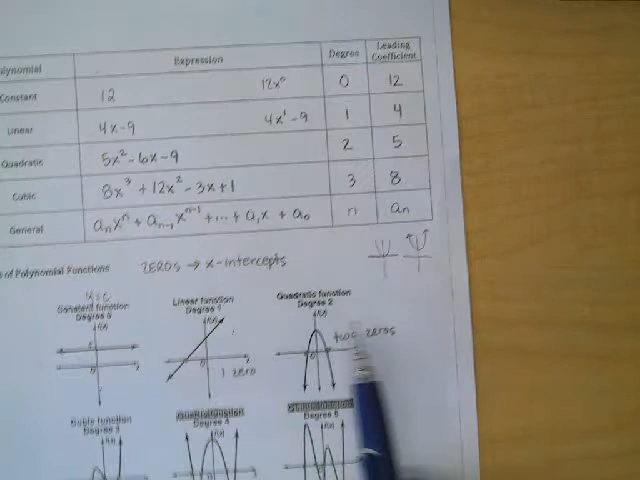 olynomial Expression Degree Leading Coefficient
Constant 12 12x⁰ 0 12
Linear 4x-9 4x¹-9 1 4
Quadratic 5x²-6x-9 2 5
Cubic 8x³+12x²-3x+1 3 8
General aₙxⁿ+aₙ₋₁xⁿ⁻¹+...+a₁x+a₀ n aₙ
s of Polynomial Functions ZEROS → x-intercepts
Constant function
Degree 0
f(x)
x
Linear function
Degree 1
f(x)
x
1 zero
Quadratic function
Degree 2
f(x)
two zeros
Cubic function
Degree 3
f(x)
Degree 4
f(x)
Degree 5
f(x)